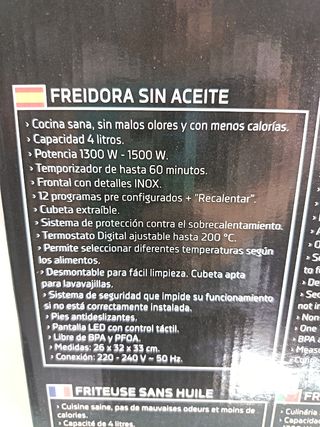 FREIDORA SIN ACEITE
› Cocina sana, sin malos olores y con menos calorías.
› Capacidad 4 litros.
› Potencia 1300 W - 1500 W.
› Temporizador de hasta 60 minutos.
› Frontal con detalles INOX.
› 12 programas pre configurados + "Recalentar".
› Cubeta extraíble.
› Sistema de protección contra el sobrecalentamiento.
› Termostato Digital ajustable hasta 200 °C.
› Permite seleccionar diferentes temperaturas según
los alimentos.
› Desmontable para fácil limpieza. Cubeta apta
para lavavajillas.
› Sistema de seguridad que impide su funcionamiento
si no está correctamente instalada.
› Pies antideslizantes.
› Pantalla LED con control táctil.
› Libre de BPA y PFOA.
› Medidas: 26 x 32 x 33 cm.
› Conexión: 220 - 240 V ~ 50 Hz.
FRITEUSE SANS HUILE
› Cuisine saine, pas de mauvaises odeurs et moins de
calories.
› Capacité de 4 litres.
› Culinária